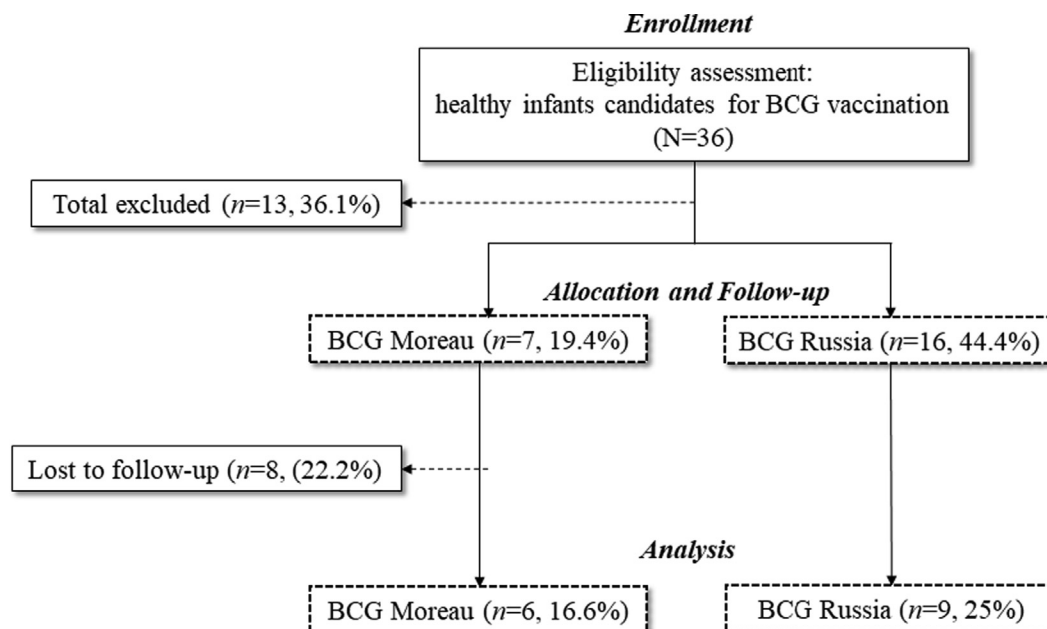 Enrollment
Eligibility assessment:
healthy infants candidates for BCG vaccination
(N=36)
Total excluded (n=13, 36.1%)
Allocation and Follow-up
BCG Moreau (n=7, 19.4%)
BCG Russia (n=16, 44.4%)
Lost to follow-up (n=8, (22.2%)
Analysis
BCG Moreau (n=6, 16.6%)
BCG Russia (n=9, 25%)